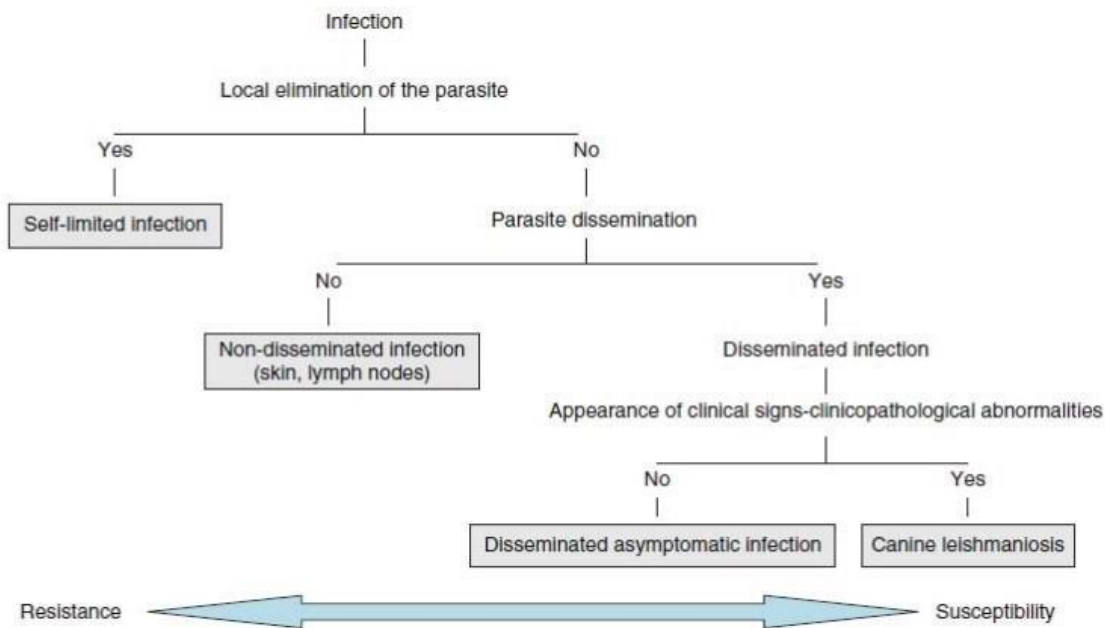 Infection
Local elimination of the parasite
Yes
No
Self-limited infection
Parasite dissemination
No
Yes
Non-disseminated infection
(skin, lymph nodes)
Disseminated infection
Appearance of clinical signs-clinicopathological abnormalities
No
Yes
Disseminated asymptomatic infection
Canine leishmaniosis
Resistance
Susceptibility